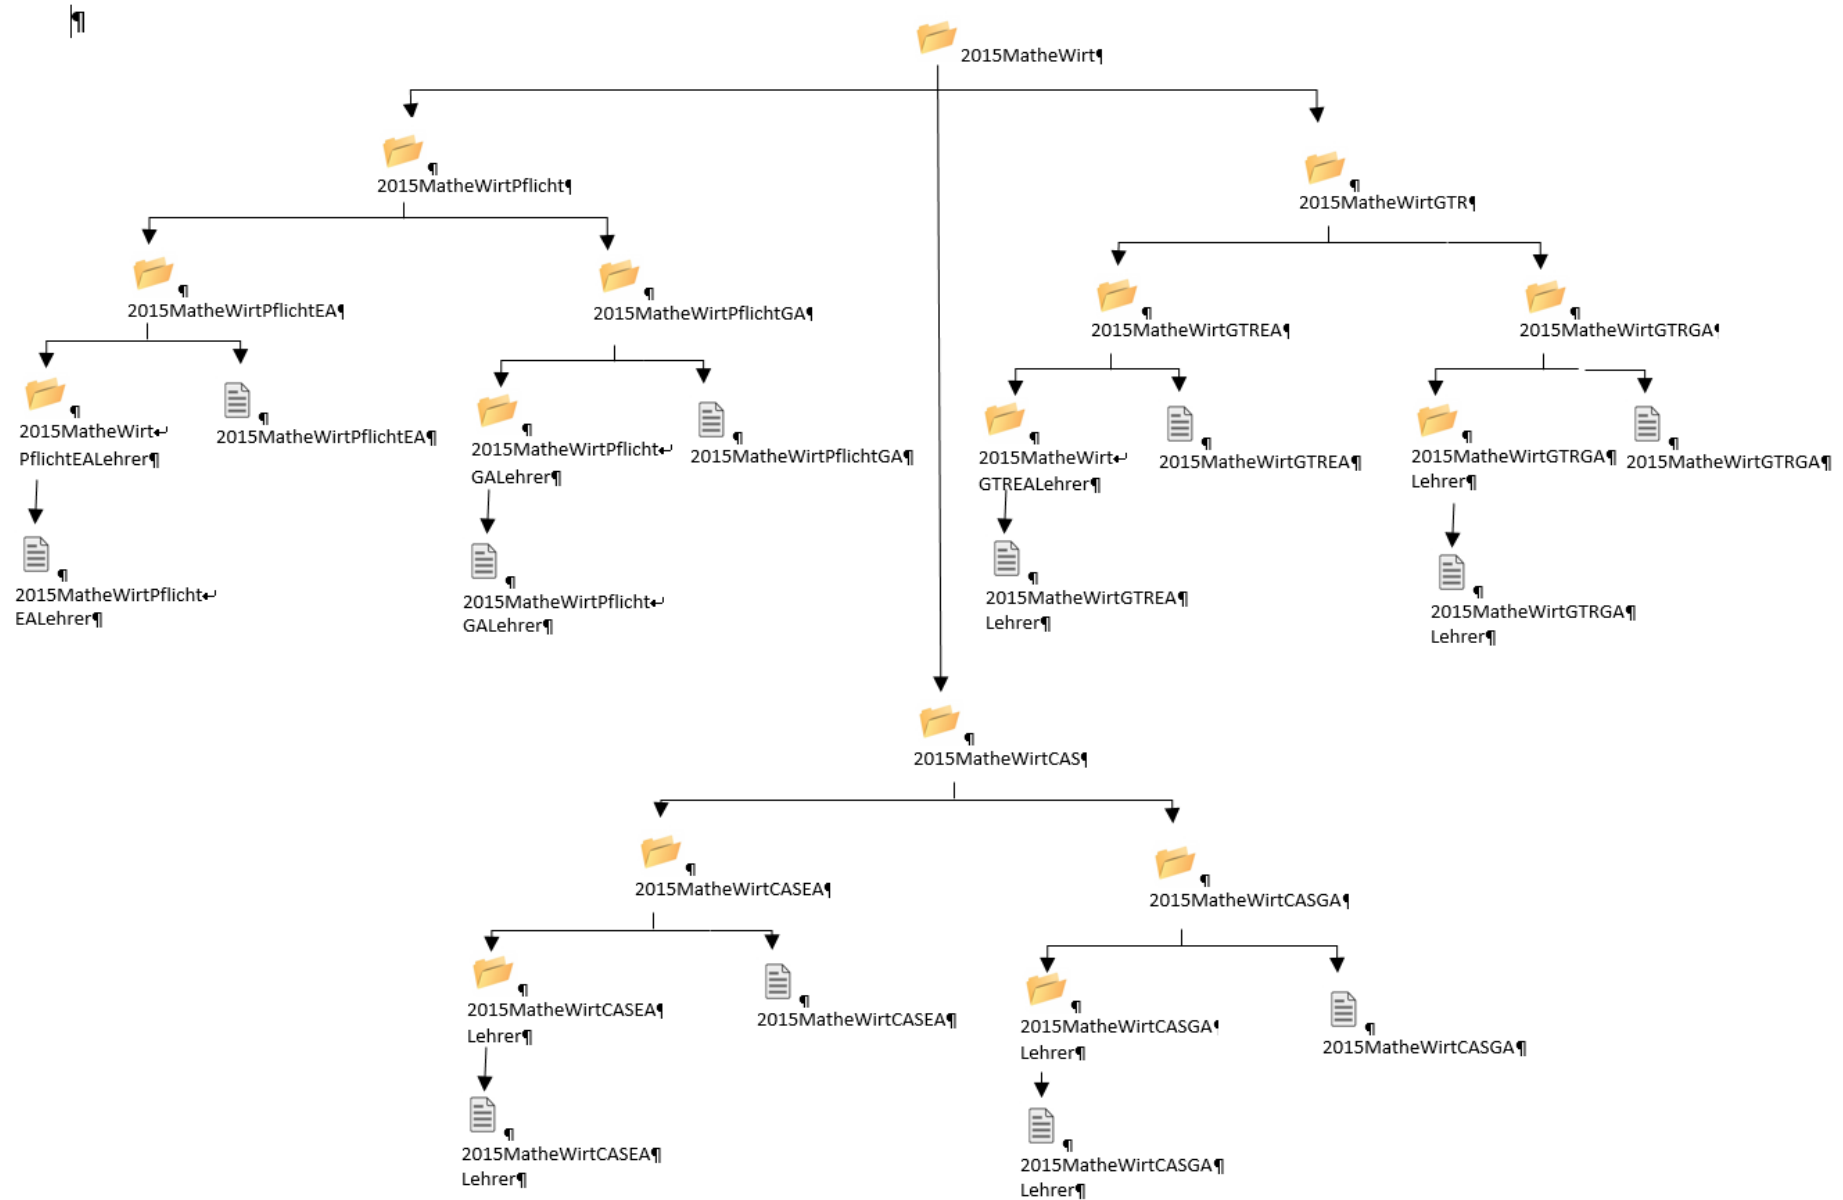 ¶
2015MatheWirt¶
¶
2015MatheWirtPflicht¶
¶
2015MatheWirtGTR¶
¶
2015MatheWirtPflichtEA¶
¶
2015MatheWirtPflichtGA¶
¶
2015MatheWirtGTREA¶
¶
2015MatheWirtGTRGA¶
¶
2015MatheWirt↵
PflichtEALehrer¶
¶
2015MatheWirtPflichtEA¶
¶
2015MatheWirtPflicht↵
GALehrer¶
¶
2015MatheWirtPflichtGA¶
¶
2015MatheWirt↵
GTREALehrer¶
¶
2015MatheWirtGTREA¶
¶
2015MatheWirtGTRGA¶
Lehrer¶
¶
2015MatheWirtGTRGA¶
¶
2015MatheWirtPflicht↵
EALehrer¶
¶
2015MatheWirtPflicht↵
GALehrer¶
¶
2015MatheWirtGTREA¶
Lehrer¶
¶
2015MatheWirtGTRGA¶
Lehrer¶
¶
2015MatheWirtCAS¶
¶
2015MatheWirtCASEA¶
¶
2015MatheWirtCASGA¶
¶
2015MatheWirtCASEA¶
Lehrer¶
¶
2015MatheWirtCASEA¶
¶
2015MatheWirtCASGA¶
Lehrer¶
¶
2015MatheWirtCASGA¶
¶
2015MatheWirtCASEA¶
Lehrer¶
¶
2015MatheWirtCASGA¶
Lehrer¶